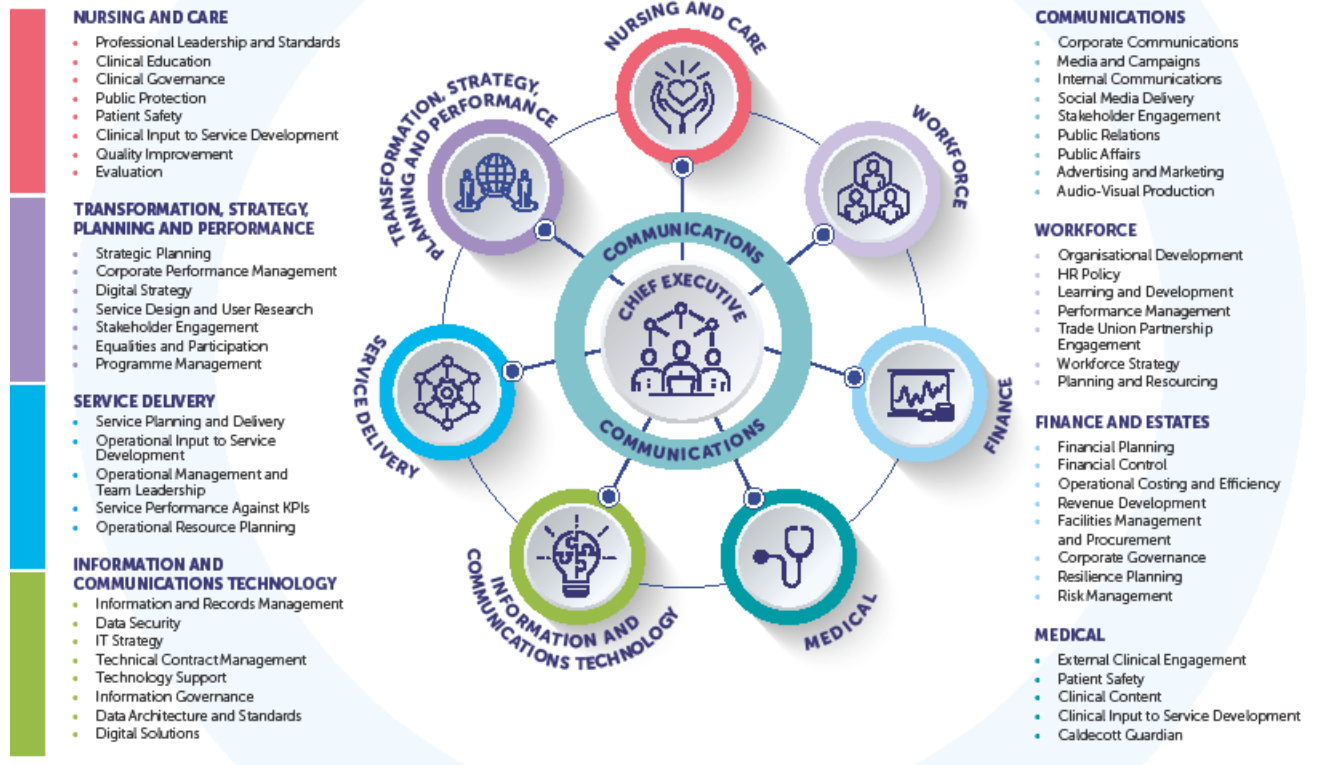 NURSING AND CARE
Professional Leadership and Standards
Clinical Education
Clinical Governance
Public Protection
Patient Safety
Clinical Input to Service Development
Quality Improvement
Evaluation
TRANSFORMATION, STRATEGY,
PLANNING AND PERFORMANCE
Strategic Planning
Corporate Performance Management
Digital Strategy
Service Design and User Research
Stakeholder Engagement
Equalities and Participation
Programme Management
SERVICE DELIVERY
Service Planning and Delivery
Operational Input to Service
Development
Operational Management and
Team Leadership
Service Performance Against KPIs
Operational Resource Planning
INFORMATION AND
COMMUNICATIONS TECHNOLOGY
Information and Records Management
Data Security
IT Strategy
Technical Contract Management
Technology Support
Information Governance
Data Architecture and Standards
Digital Solutions
NURSING AND CARE
TRANSFORMATION, STRATEGY,
PLANNING AND PERFORMANCE
WORKFORCE
COMMUNICATIONS
CHIEF EXECUTIVE
COMMUNICATIONS
SERVICE DELIVERY
FINANCE
INFORMATION AND
COMMUNICATIONS TECHNOLOGY
MEDICAL
COMMUNICATIONS
Corporate Communications
Media and Campaigns
Internal Communications
Social Media Delivery
Stakeholder Engagement
Public Relations
Public Affairs
Advertising and Marketing
Audio-Visual Production
WORKFORCE
Organisational Development
HR Policy
Learning and Development
Performance Management
Trade Union Partnership
Engagement
Workforce Strategy
Planning and Resourcing
FINANCE AND ESTATES
Financial Planning
Financial Control
Operational Costing and Efficiency
Revenue Development
Facilities Management
and Procurement
Corporate Governance
Resilience Planning
Risk Management
MEDICAL
External Clinical Engagement
Patient Safety
Clinical Content
Clinical Input to Service Development
Caldecott Guardian